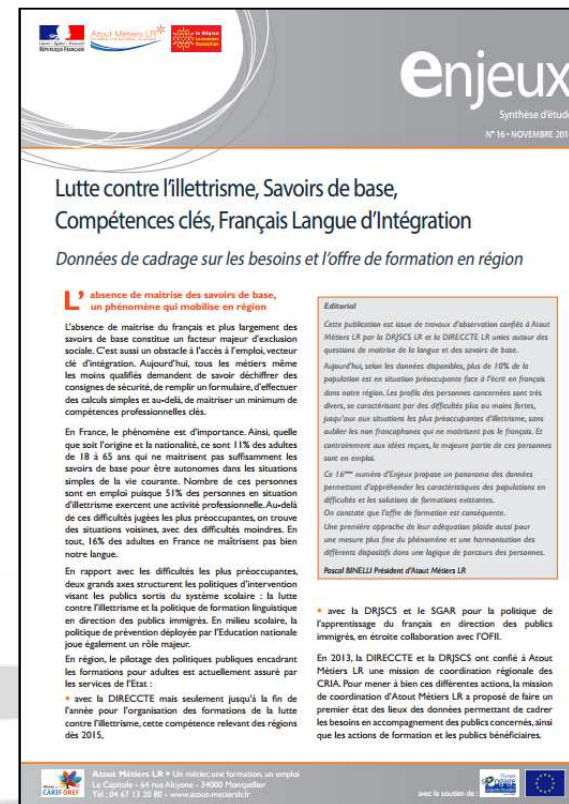 Liberté • Égalité • Fraternité
RÉPUBLIQUE FRANÇAISE
Atout Métiers LR
la Région
Languedoc
Roussillon
enjeux
Synthèse d'étude
N° 16 • NOVEMBRE 201
Lutte contre l'illettrisme, Savoirs de base,
Compétences clés, Français Langue d'Intégration
Données de cadrage sur les besoins et l'offre de formation en région
L' absence de maitrise des savoirs de base,
un phénomène qui mobilise en région
L'absence de maitrise du français et plus largement des
savoirs de base constitue un facteur majeur d'exclusion
sociale. C'est aussi un obstacle à l'accès à l'emploi, vecteur
clé d'intégration. Aujourd'hui, tous les métiers même
les moins qualifiés demandent de savoir déchiffrer des
consignes de sécurité, de remplir un formulaire, d'effectuer
des calculs simples et au-delà, de maitriser un minimum de
compétences professionnelles clés.
En France, le phénomène est d'importance. Ainsi, quelle
que soit l'origine et la nationalité, ce sont 11% des adultes
de 18 à 65 ans qui ne maitrisent pas suffisamment les
savoirs de base pour être autonomes dans les situations
simples de la vie courante. Nombre de ces personnes
sont en emploi puisque 51% des personnes en situation
d'illettrisme exercent une activité professionnelle. Au-delà
de ces difficultés jugées les plus préoccupantes, on trouve
des situations voisines, avec des difficultés moindres. En
tout, 16% des adultes en France ne maîtrisent pas bien
notre langue.
En rapport avec les difficultés les plus préoccupantes,
deux grands axes structurent les politiques d'intervention
visant les publics sortis du système scolaire : la lutte
contre l'illettrisme et la politique de formation linguistique
en direction des publics immigrés. En milieu scolaire, la
politique de prévention déployée par l'Education nationale
joue également un rôle majeur.
En région, le pilotage des politiques publiques encadrant
les formations pour adultes est actuellement assuré par
les services de l'Etat :
• avec la DIRECCTE mais seulement jusqu'à la fin de
l'année pour l'organisation des formations de la lutte
contre l'illettrisme, cette compétence relevant des régions
dès 2015,
Editorial
Cette publication est issue de travaux d'observation confiés à Atout
Métiers LR par la DRJSCS LR et la DIRECCTE LR unies autour des
questions de maitrise de la langue et des savoirs de base.
Aujourd'hui, selon les données disponibles, plus de 10% de la
population est en situation préoccupante face à l'écrit en français
dans notre région. Les profils des personnes concernées sont très
divers, se caractérisant par des difficultés plus ou moins fortes,
jusqu'aux aux situations les plus préoccupantes d'illettrisme, sans
oublier les non francophones qui ne maitrisent pas le français. Et
contrairement aux idées reçues, la majeure partie de ces personnes
sont en emploi.
Ce 16ème numéro d'Enjeux propose un panorama des données
permettant d'appréhender les caractéristiques des populations en
difficultés et les solutions de formations existantes.
On constate que l'offre de formation est conséquente.
Une première approche de leur adéquation plaide aussi pour
une mesure plus fine du phénomène et une harmonisation des
différents dispositifs dans une logique de parcours des personnes.
Pascal BINELLI Président d'Atout Métiers LR
• avec la DRJSCS et le SGAR pour la politique de
l'apprentissage du français en direction des publics
immigrés, en étroite collaboration avec l'OFII.
En 2013, la DIRECCTE et la DRJSCS ont confié à Atout
Métiers LR une mission de coordination régionale des
CRIA. Pour mener à bien ces différentes actions, la mission
de coordination d'Atout Métiers LR a proposé de faire un
premier état des lieux des données permettant de cadrer
les besoins en accompagnement des publics concernés, ainsi
que les actions de formation et les publics bénéficiaires.
CARIF OREF
Atout Métiers LR • Un métier, une formation, un emploi
Le Capitole - 64 rue Alcyone - 34000 Montpellier
Tél : 04 67 13 20 80 - www.atout-metierslr.fr
avec le soutien de :